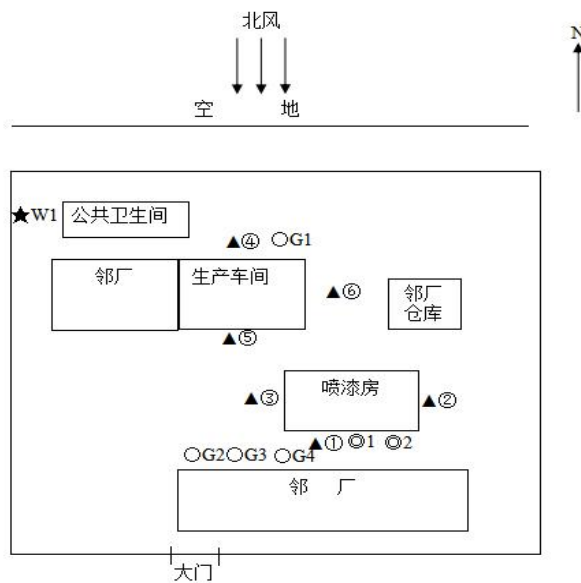 北风
N
空 地
★W1 公共卫生间
▲④ ○G1
邻厂 生产车间
▲⑥
邻厂
仓库
▲⑤
喷漆房
▲③
▲②
▲① ◎1 ◎2
○G2 ○G3 ○G4
邻 厂
大门